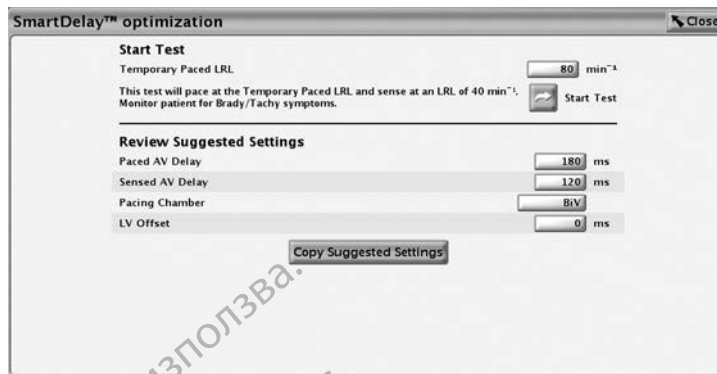 SmartDelay™ optimization
Close
Start Test
Temporary Paced LRL 80 min⁻¹
This test will pace at the Temporary Paced LRL and sense at an LRL of 40 min⁻¹.
Monitor patient for Brady/Tachy symptoms.
Start Test
Review Suggested Settings
Paced AV Delay 180 ms
Sensed AV Delay 120 ms
Pacing Chamber BiV
LV Offset 0 ms
Copy Suggested Settings
използва.